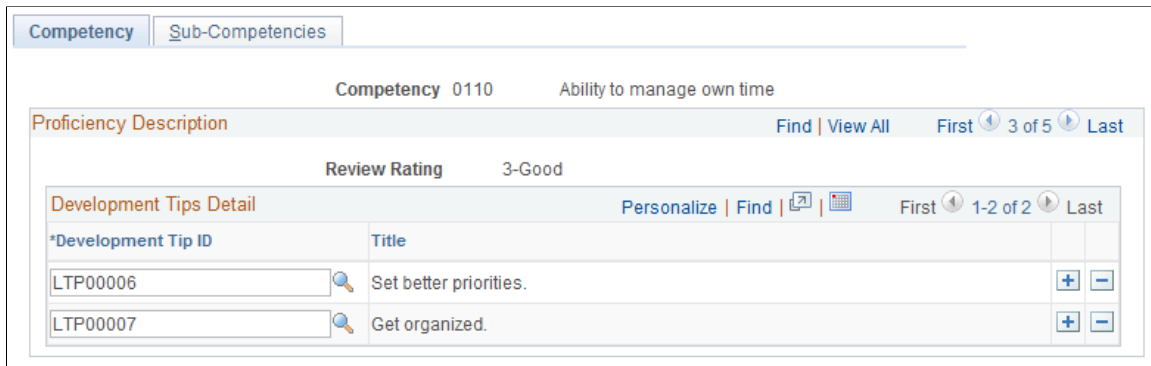 Competency Sub-Competencies
Competency 0110 Ability to manage own time
Proficiency Description Find | View All First 3 of 5 Last
Review Rating 3-Good
Development Tips Detail Personalize | Find | | First 1-2 of 2 Last
*Development Tip ID Title
LTP00006 Set better priorities.
LTP00007 Get organized.